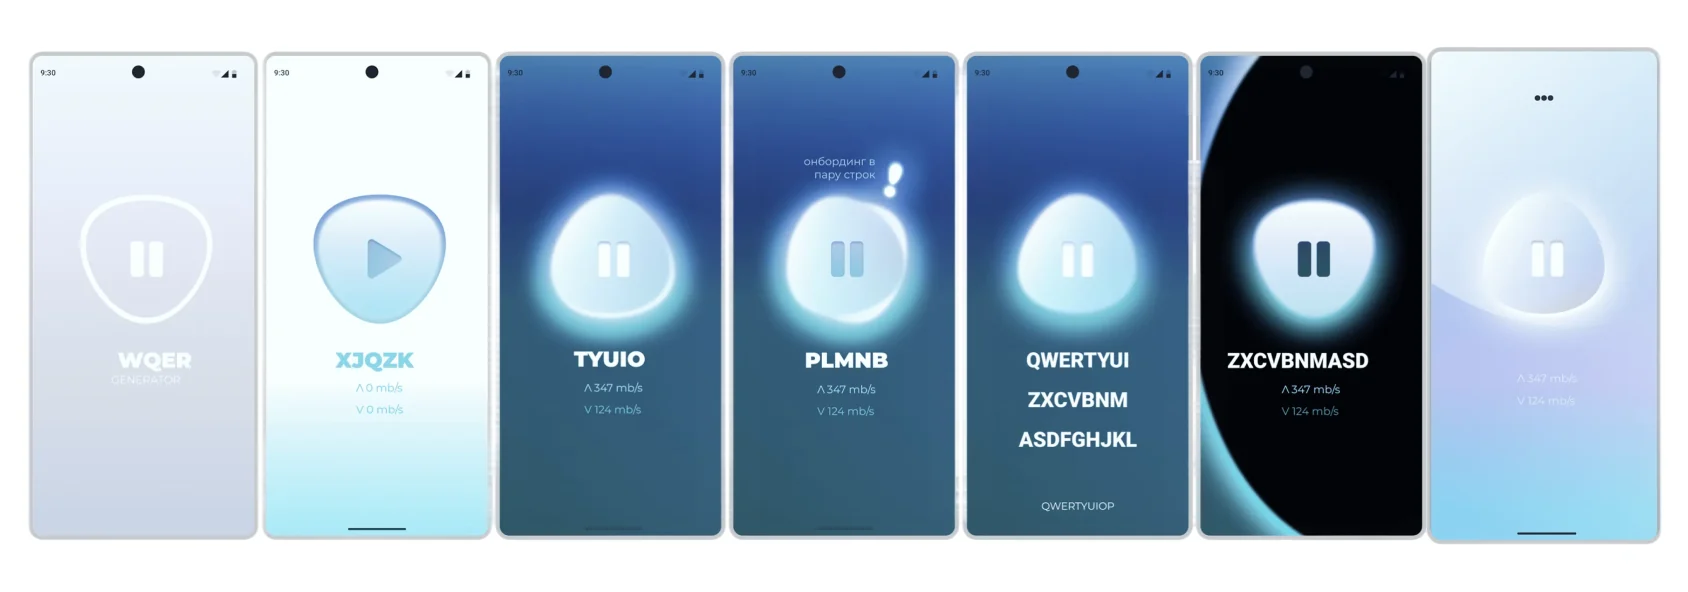 9:30
WQER
GENERATOR
9:30
XJQZK
Λ 0 mb/s
V 0 mb/s
9:30
TYUIO
Λ 347 mb/s
V 124 mb/s
9:30
онбординг в
пару строк
PLMNB
Λ 347 mb/s
V 124 mb/s
9:30
QWERTYUI
ZXCVBNM
ASDFGHJKL
QWERTYUIOP
9:30
ZXCVBNMASD
Λ 347 mb/s
V 124 mb/s
Λ 347 mb/s
V 124 mb/s